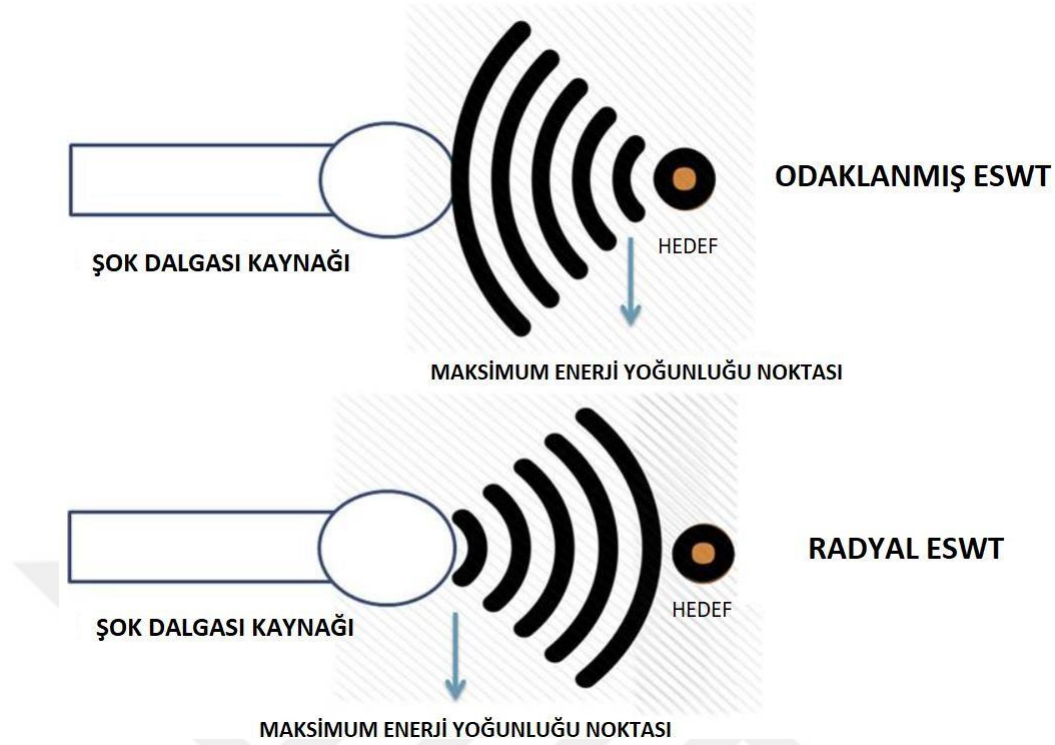 ODAKLANMIŞ ESWT
HEDEF
ŞOK DALGASI KAYNAĞI
MAKSİMUM ENERJİ YOĞUNLUĞU NOKTASI
RADYAL ESWT
HEDEF
ŞOK DALGASI KAYNAĞI
MAKSİMUM ENERJİ YOĞUNLUĞU NOKTASI